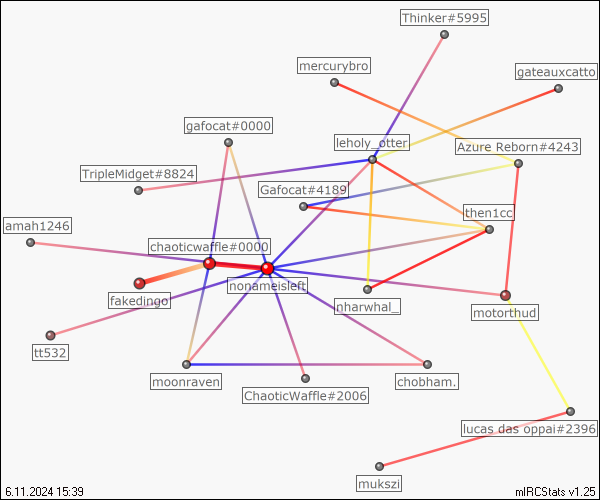 Thinker#5995
mercurybro
gateauxcatto
gafocat#0000
leholy_otter
Azure Reborn#4243
TripleMidget#8824
Gafocat#4189
then1cc
amah1246
chaoticwaffle#0000
nonameisleft
fakedingo
nharwhal_
motorthud
tt532
moonraven
ChaoticWaffle#2006
chobham.
lucas das oppai#2396
mukszi
6.11.2024 15:39
mIRCStats v1.25